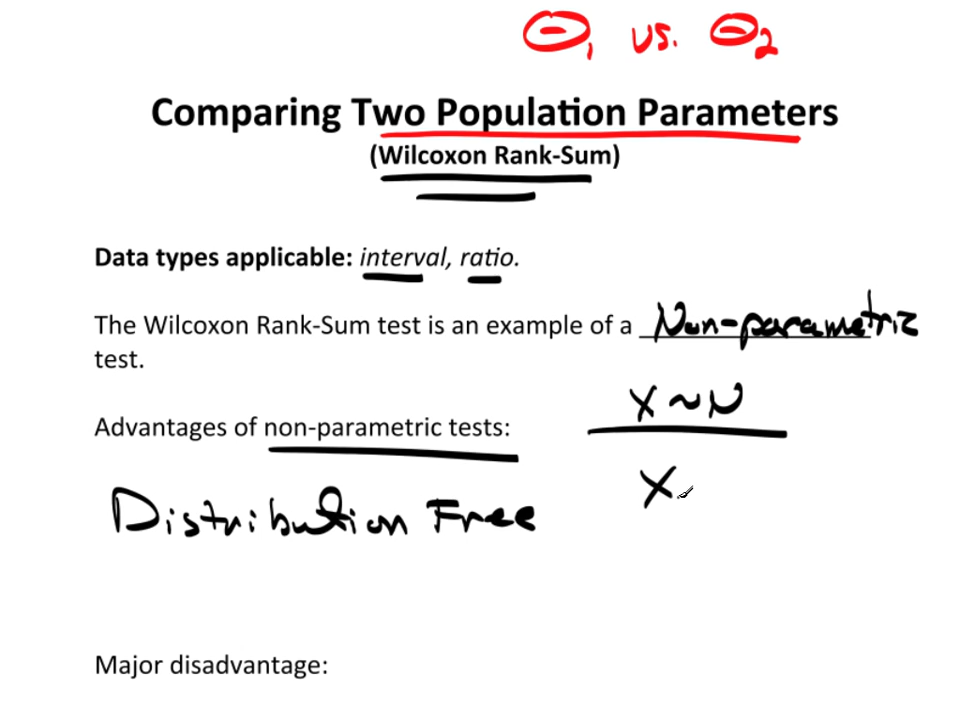 Θ₁ vs. Θ₂
Comparing Two Population Parameters
(Wilcoxon Rank-Sum)
Data types applicable: interval, ratio.
The Wilcoxon Rank-Sum test is an example of a Non-parametric
test.
X ~ N
Advantages of non-parametric tests:
X
Distribution Free
Major disadvantage: